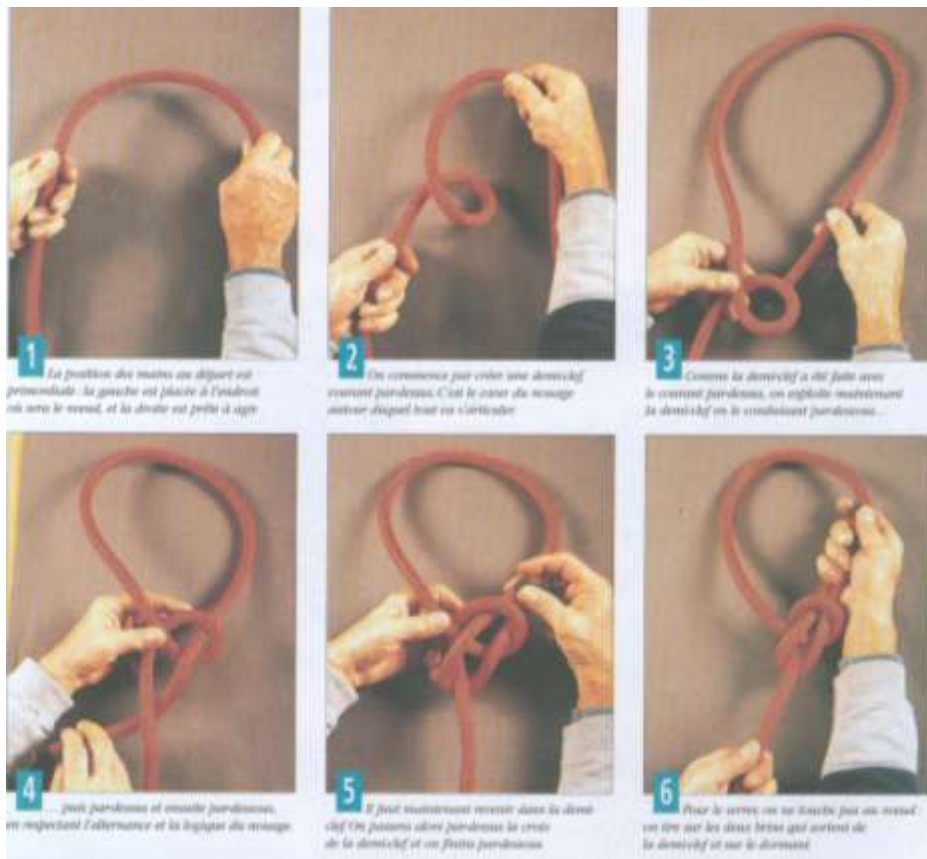 1
La position des mains au départ est
primordiale : la gauche est placée à l'endroit
où sera le nœud, et la droite est prête à agir
2
On commence par créer une demi-clef
courant pardessus. C'est le cœur du nouage
autour duquel tout va s'articuler
3
Comme la demi-clef a été faite avec
le courant pardessus, on exploite maintenant
la demi-clef en le conduisant pardessous...
4
... puis pardessus et ensuite pardessous,
en respectant l'alternance et la logique du nouage.
5
Il faut maintenant revenir dans la demi-
clef. On passera alors pardessus la croix
de la demi-clef et on finira pardessous
6
Pour le serrer, on ne touche pas au nœud :
on tire sur les deux brins qui sortent de
la demi-clef et sur le dormant